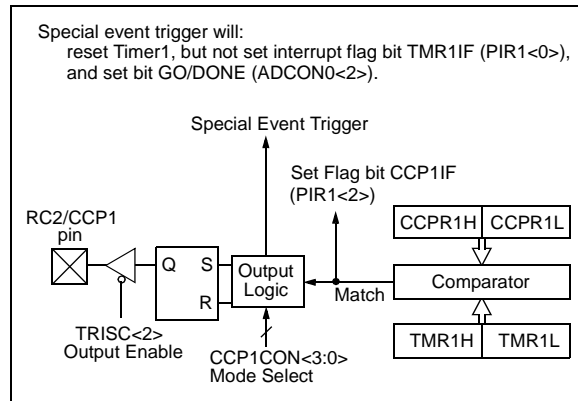 Special event trigger will:
reset Timer1, but not set interrupt flag bit TMR1IF (PIR1<0>),
and set bit GO/DONE (ADCON0<2>).
Special Event Trigger
Set Flag bit CCP1IF
(PIR1<2>)
RC2/CCP1
pin
CCPR1H CCPR1L
Q S
R
Output
Logic
Match
Comparator
TRISC<2>
Output Enable
CCP1CON<3:0>
Mode Select
TMR1H TMR1L